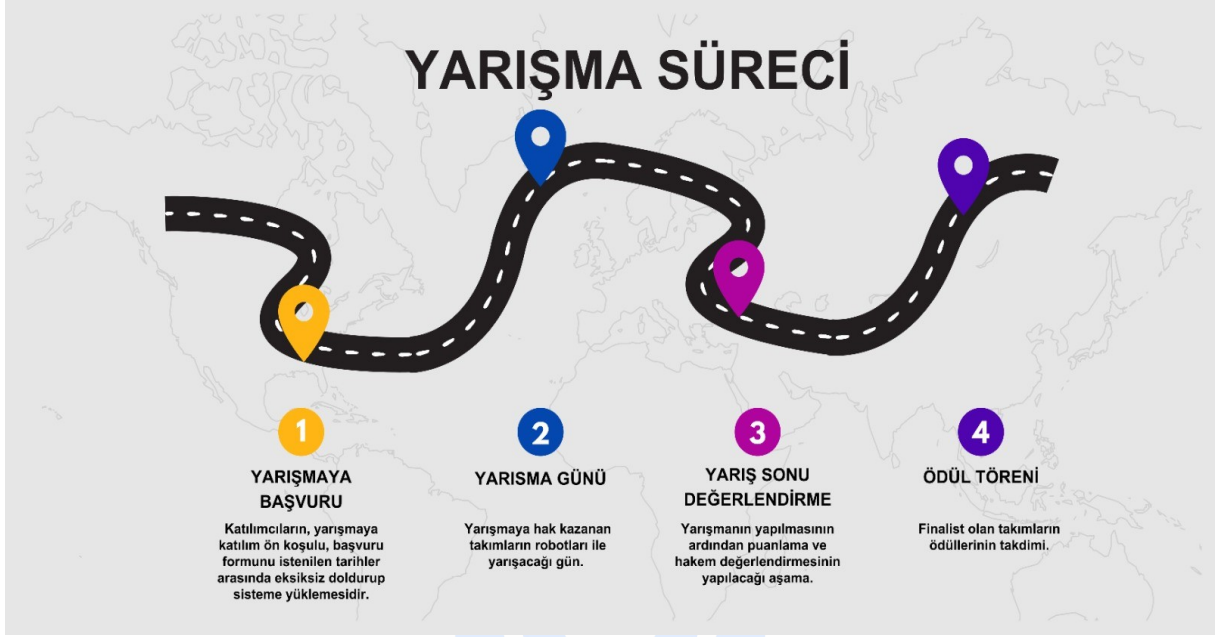 YARIŞMA SÜRECİ
1
YARIŞMAYA
BAŞVURU
Katılımcıların, yarışmaya
katılım ön koşulu, başvuru
formunu istenilen tarihler
arasında eksiksiz doldurup
sisteme yüklemesidir.
2
YARISMA GÜNÜ
Yarışmaya hak kazanan
takımların robotları ile
yarışacağı gün.
3
YARIŞ SONU
DEĞERLENDİRME
Yarışmanın yapılmasının
ardından puanlama ve
hakem değerlendirmesinin
yapılacağı aşama.
4
ÖDÜL TÖRENİ
Finalist olan takımların
ödüllerinin takdimi.